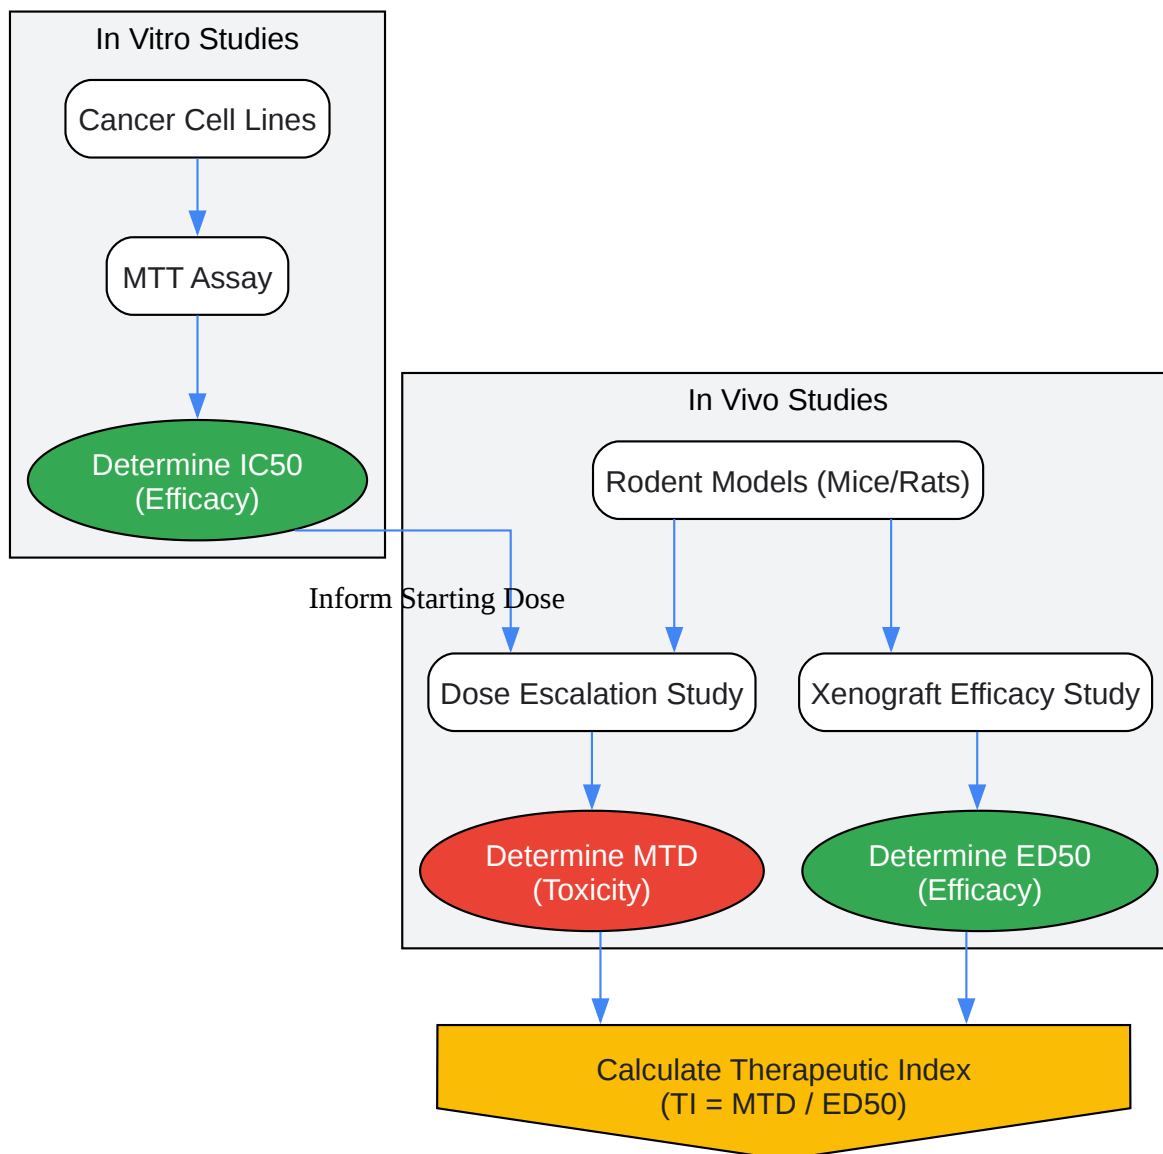 In Vitro Studies
Cancer Cell Lines
MTT Assay
Determine IC50
(Efficacy)
In Vivo Studies
Rodent Models (Mice/Rats)
Inform Starting Dose
Dose Escalation Study
Xenograft Efficacy Study
Determine MTD
(Toxicity)
Determine ED50
(Efficacy)
Calculate Therapeutic Index
(TI = MTD / ED50)